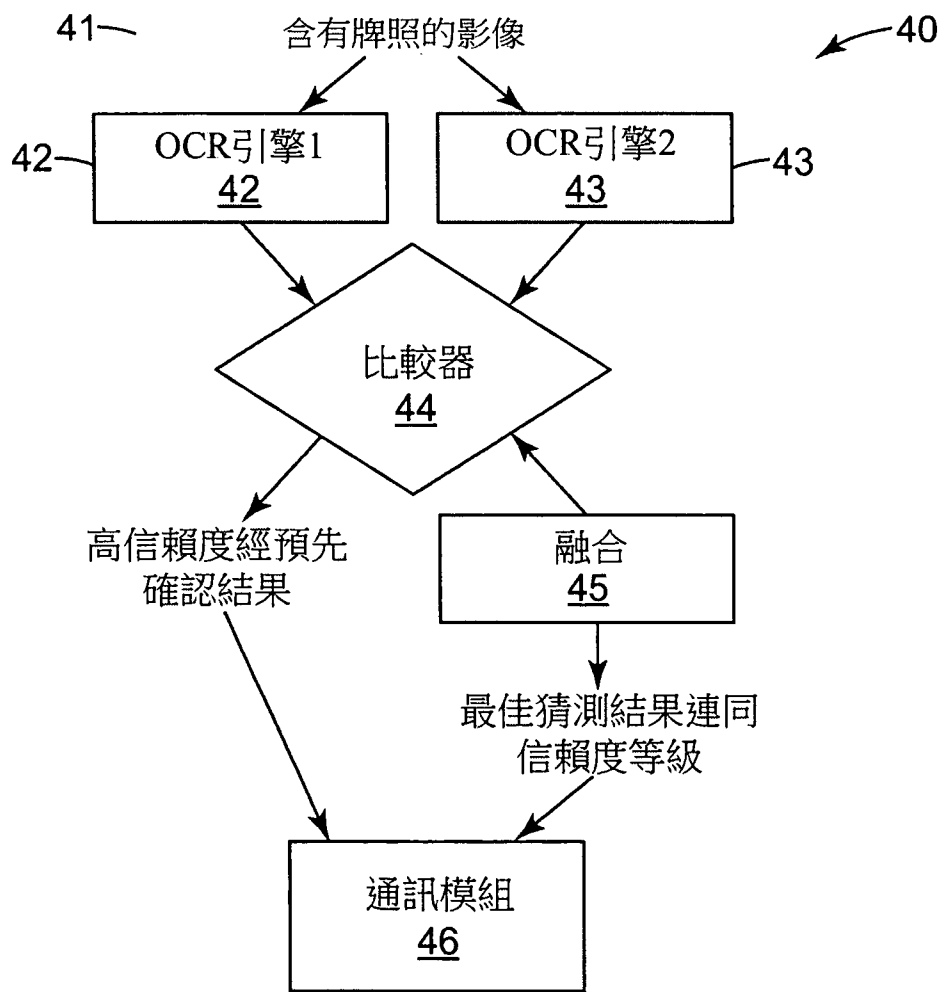 41
含有牌照的影像
40
OCR引擎1
42
42
OCR引擎2
43
43
比較器
44
高信賴度經預先
確認結果
融合
45
最佳猜測結果連同
信賴度等級
通訊模組
46